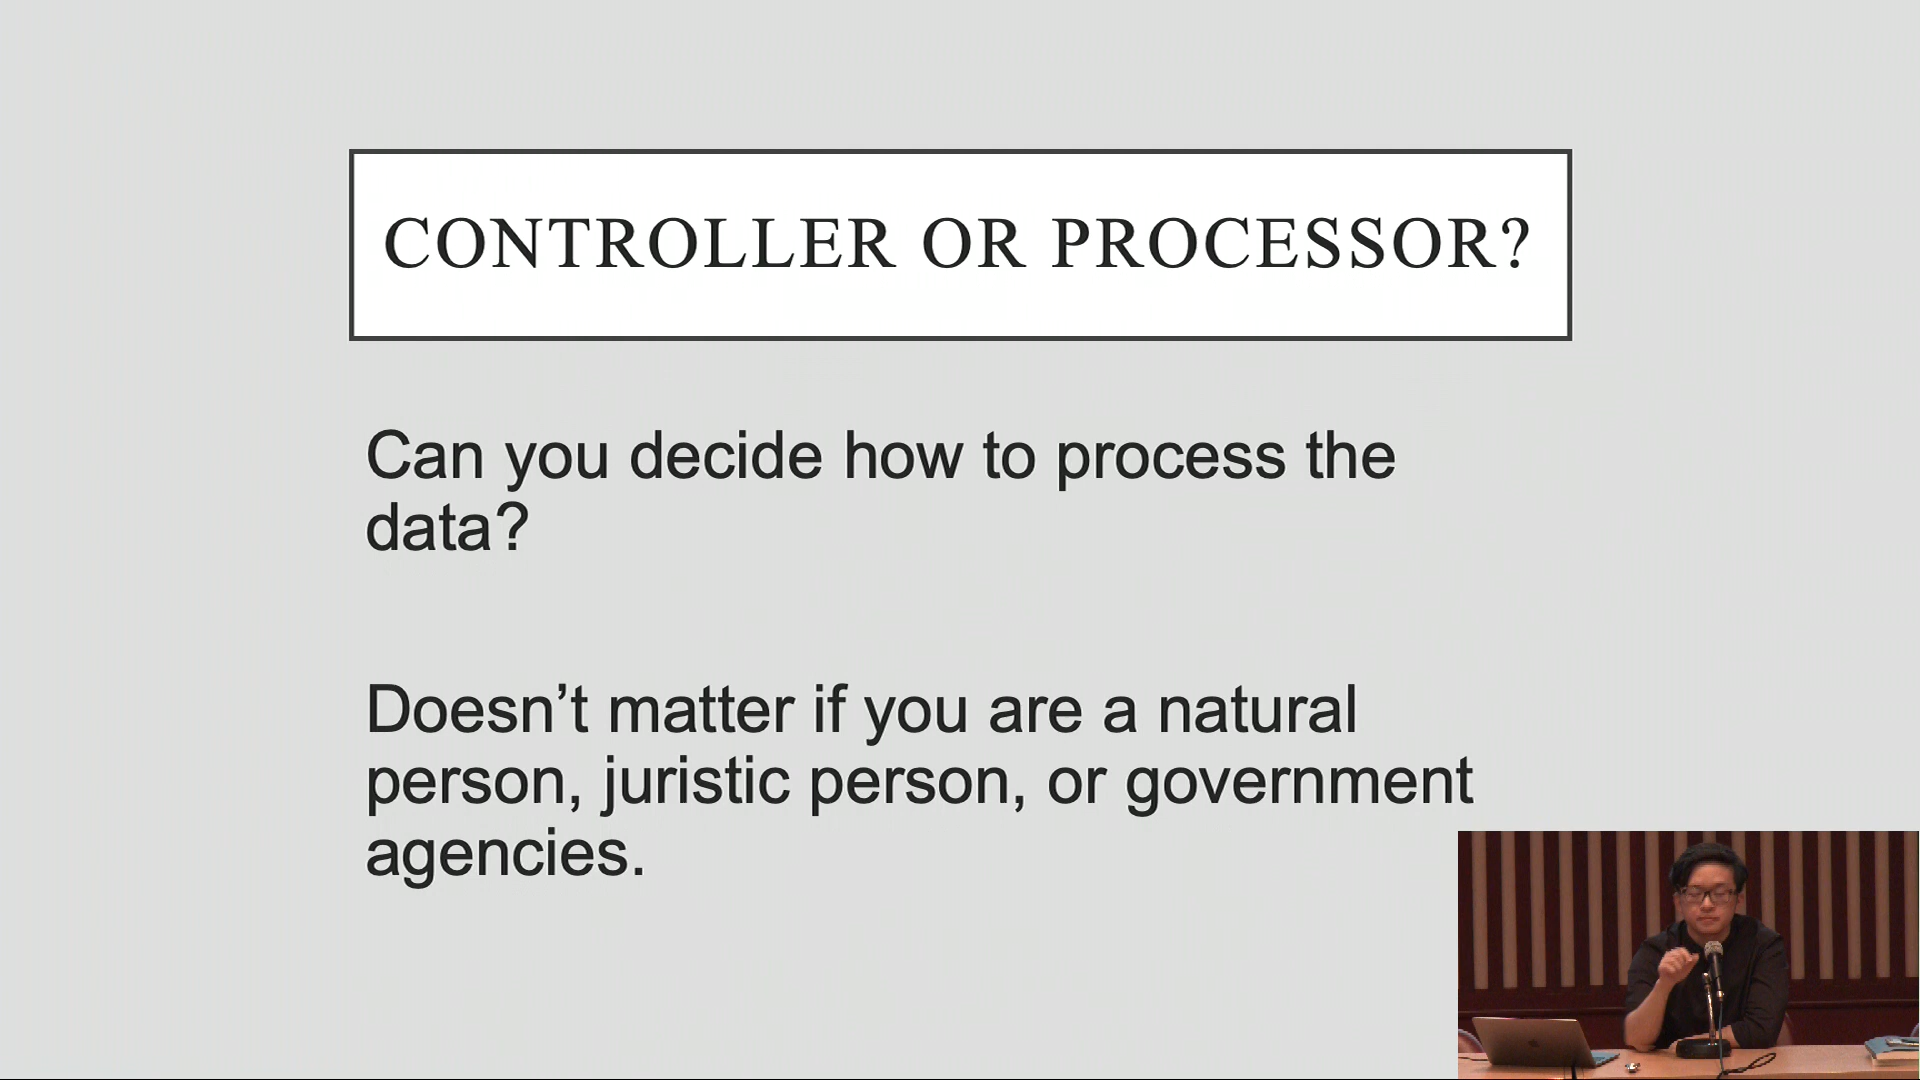 CONTROLLER OR PROCESSOR?
Can you decide how to process the
data?
Doesn’t matter if you are a natural
person, juristic person, or government
agencies.